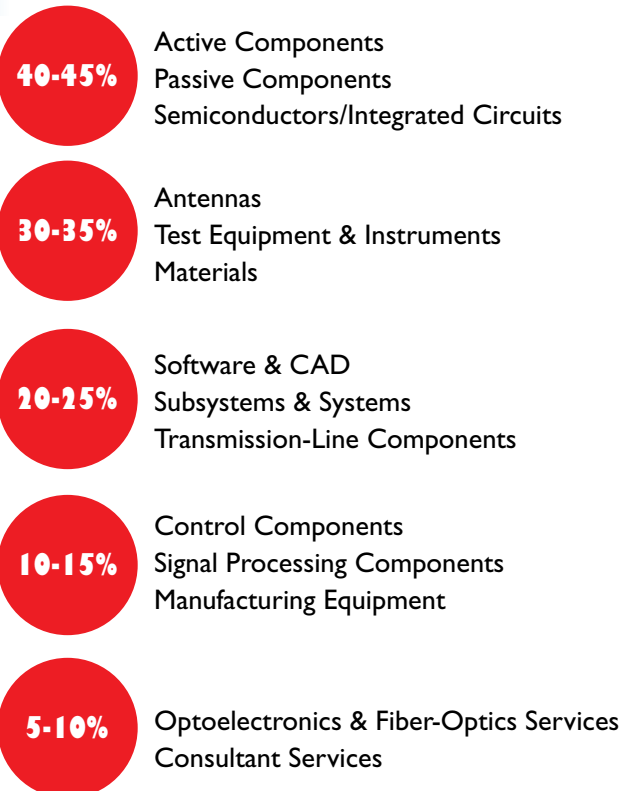 40-45%
Active Components
Passive Components
Semiconductors/Integrated Circuits
30-35%
Antennas
Test Equipment & Instruments
Materials
20-25%
Software & CAD
Subsystems & Systems
Transmission-Line Components
10-15%
Control Components
Signal Processing Components
Manufacturing Equipment
5-10%
Optoelectronics & Fiber-Optics Services
Consultant Services